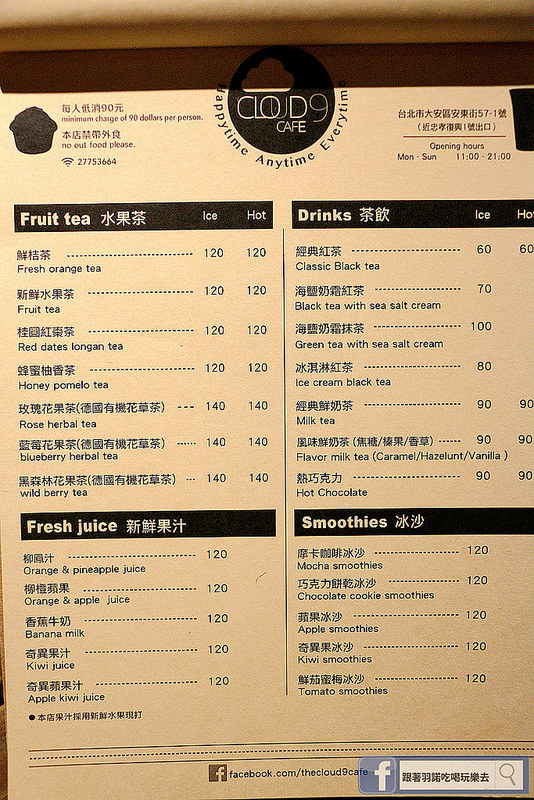 每人低消90元
minimum charge of 90 dollars per person.
本店禁帶外食
no out food please.
27753664
CLOUD9
CAFE
Happytime Anytime Everytime
台北市大安區安東街57-1號
(近忠孝復興1號出口)
Opening hours
Mon - Sun 11:00 - 21:00
Fruit tea 水果茶 Ice Hot
鮮桔茶 120 120
Fresh orange tea
新鮮水果茶 120 120
Fruit tea
桂圓紅棗茶 120 120
Red dates longan tea
蜂蜜柚香茶 120 120
Honey pomelo tea
玫瑰花果茶(德國有機花草茶) 140 140
Rose herbal tea
藍莓花果茶(德國有機花草茶) 140 140
blueberry herbal tea
黑森林花果茶(德國有機花草茶) 140 140
wild berry tea
Fresh juice 新鮮果汁
柳鳳汁 120
Orange & pineapple juice
柳橙蘋果 120
Orange & apple juice
香蕉牛奶 120
Banana milk
奇異果汁 120
Kiwi juice
奇異蘋果汁 120
Apple kiwi juice
● 本店果汁採用新鮮水果現打
Drinks 茶飲 Ice Hot
經典紅茶 60 60
Classic Black tea
海鹽奶霜紅茶 70
Black tea with sea salt cream
海鹽奶霜抹茶 100
Green tea with sea salt cream
冰淇淋紅茶 80
Ice cream black tea
經典鮮奶茶 90 90
Milk tea
風味鮮奶茶 (焦糖/榛果/香草) 90 90
Flavor milk tea (Caramel/Hazelunt/Vanilla )
熱巧克力 90 90
Hot Chocolate
Smoothies 冰沙
摩卡咖啡冰沙 120
Mocha smoothies
巧克力餅乾冰沙 120
Chocolate cookie smoothies
蘋果冰沙 120
Apple smoothies
奇異果冰沙 120
Kiwi smoothies
鮮茄蜜梅冰沙 120
Tomato smoothies
facebook.com/thecloud9cafe
跟著羽諾吃喝玩樂去